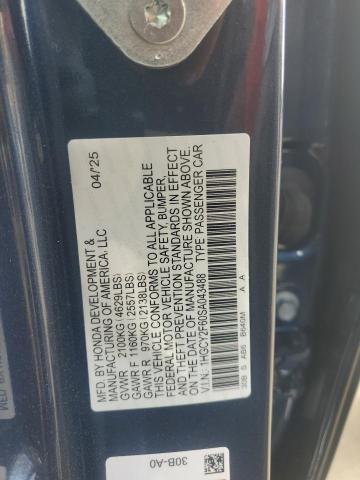 MFD. BY HONDA DEVELOPMENT & 04/25
MANUFACTURING OF AMERICA, LLC
GVWR 2100KG (4629LBS)
GAWR F 1160KG (2557LBS)
GAWR R 970KG (2138LBS)
THIS VEHICLE CONFORMS TO ALL APPLICABLE
FEDERAL MOTOR VEHICLE SAFETY, BUMPER,
AND THEFT PREVENTION STANDARDS IN EFFECT
ON THE DATE OF MANUFACTURE SHOWN ABOVE.
V.I.N.: 1HGCY2F60SA043488 TYPE:PASSENGER CAR
30B S AB6 B640M A A
30B-A0